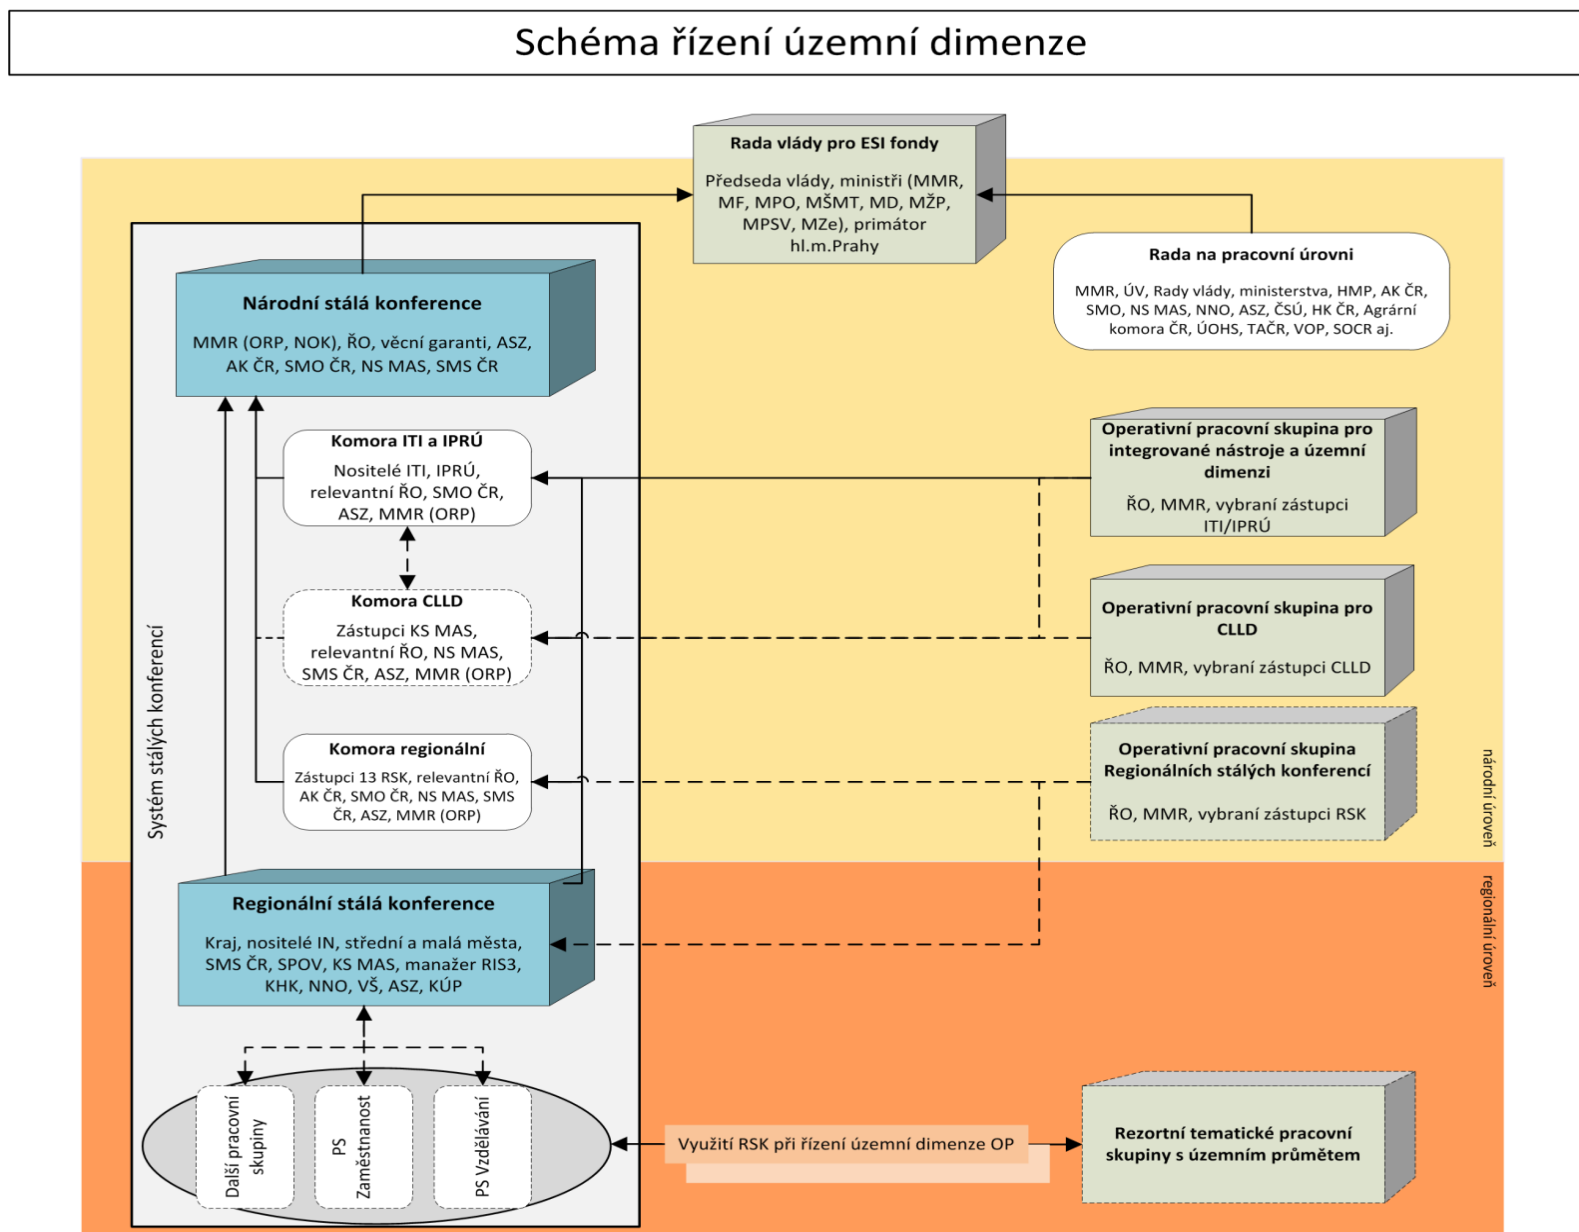 Schéma řízení územní dimenze
Rada vlády pro ESI fondy
Předseda vlády, ministři (MMR,
MF, MPO, MŠMT, MD, MŽP,
MPSV, MZe), primátor
hl.m.Prahy
Rada na pracovní úrovni
MMR, ÚV, Rady vlády, ministerstva, HMP, AK ČR,
SMO, NS MAS, NNO, ASZ, ČSÚ, HK ČR, Agrární
komora ČR, ÚOHS, TAČR, VOP, SOCR aj.
Národní stálá konference
MMR (ORP, NOK), ŘO, věcní garanti, ASZ,
AK ČR, SMO ČR, NS MAS, SMS ČR
Komora ITI a IPRÚ
Nositelé ITI, IPRÚ,
relevantní ŘO, SMO ČR,
ASZ, MMR (ORP)
Operativní pracovní skupina pro
integrované nástroje a územní
dimenzi
ŘO, MMR, vybraní zástupci
ITI/IPRÚ
Komora CLLD
Zástupci KS MAS,
relevantní ŘO, NS MAS,
SMS ČR, ASZ, MMR (ORP)
Operativní pracovní skupina pro
CLLD
ŘO, MMR, vybraní zástupci CLLD
Systém stálých konferencí
Komora regionální
Zástupci 13 RSK, relevantní ŘO,
AK ČR, SMO ČR, NS MAS, SMS
ČR, ASZ, MMR (ORP)
Operativní pracovní skupina
Regionálních stálých konferencí
ŘO, MMR, vybraní zástupci RSK
národní úroveň
regionální úroveň
Regionální stálá konference
Kraj, nositelé IN, střední a malá města,
SMS ČR, SPOV, KS MAS, manažer RIS3,
KHK, NNO, VŠ, ASZ, KÚP
Další pracovní
skupiny
PS
Zaměstnanost
PS Vzdělávání
Využití RSK při řízení územní dimenze OP
Rezortní tematické pracovní
skupiny s územním průmětem